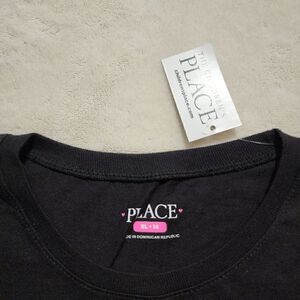 THE CHILDREN'S
PLACE
childrensplace.com
PLACE
XL • 14
DE IN DOMINICAN REPUBLIC